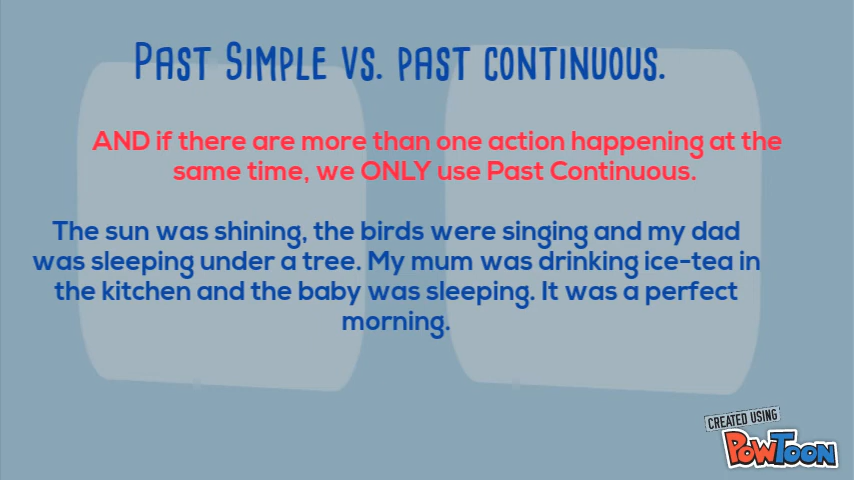 Past Simple vs. past continuous.
AND if there are more than one action happening at the
same time, we ONLY use Past Continuous.
The sun was shining, the birds were singing and my dad
was sleeping under a tree. My mum was drinking ice-tea in
the kitchen and the baby was sleeping. It was a perfect
morning.
CREATED USING
POWTOON